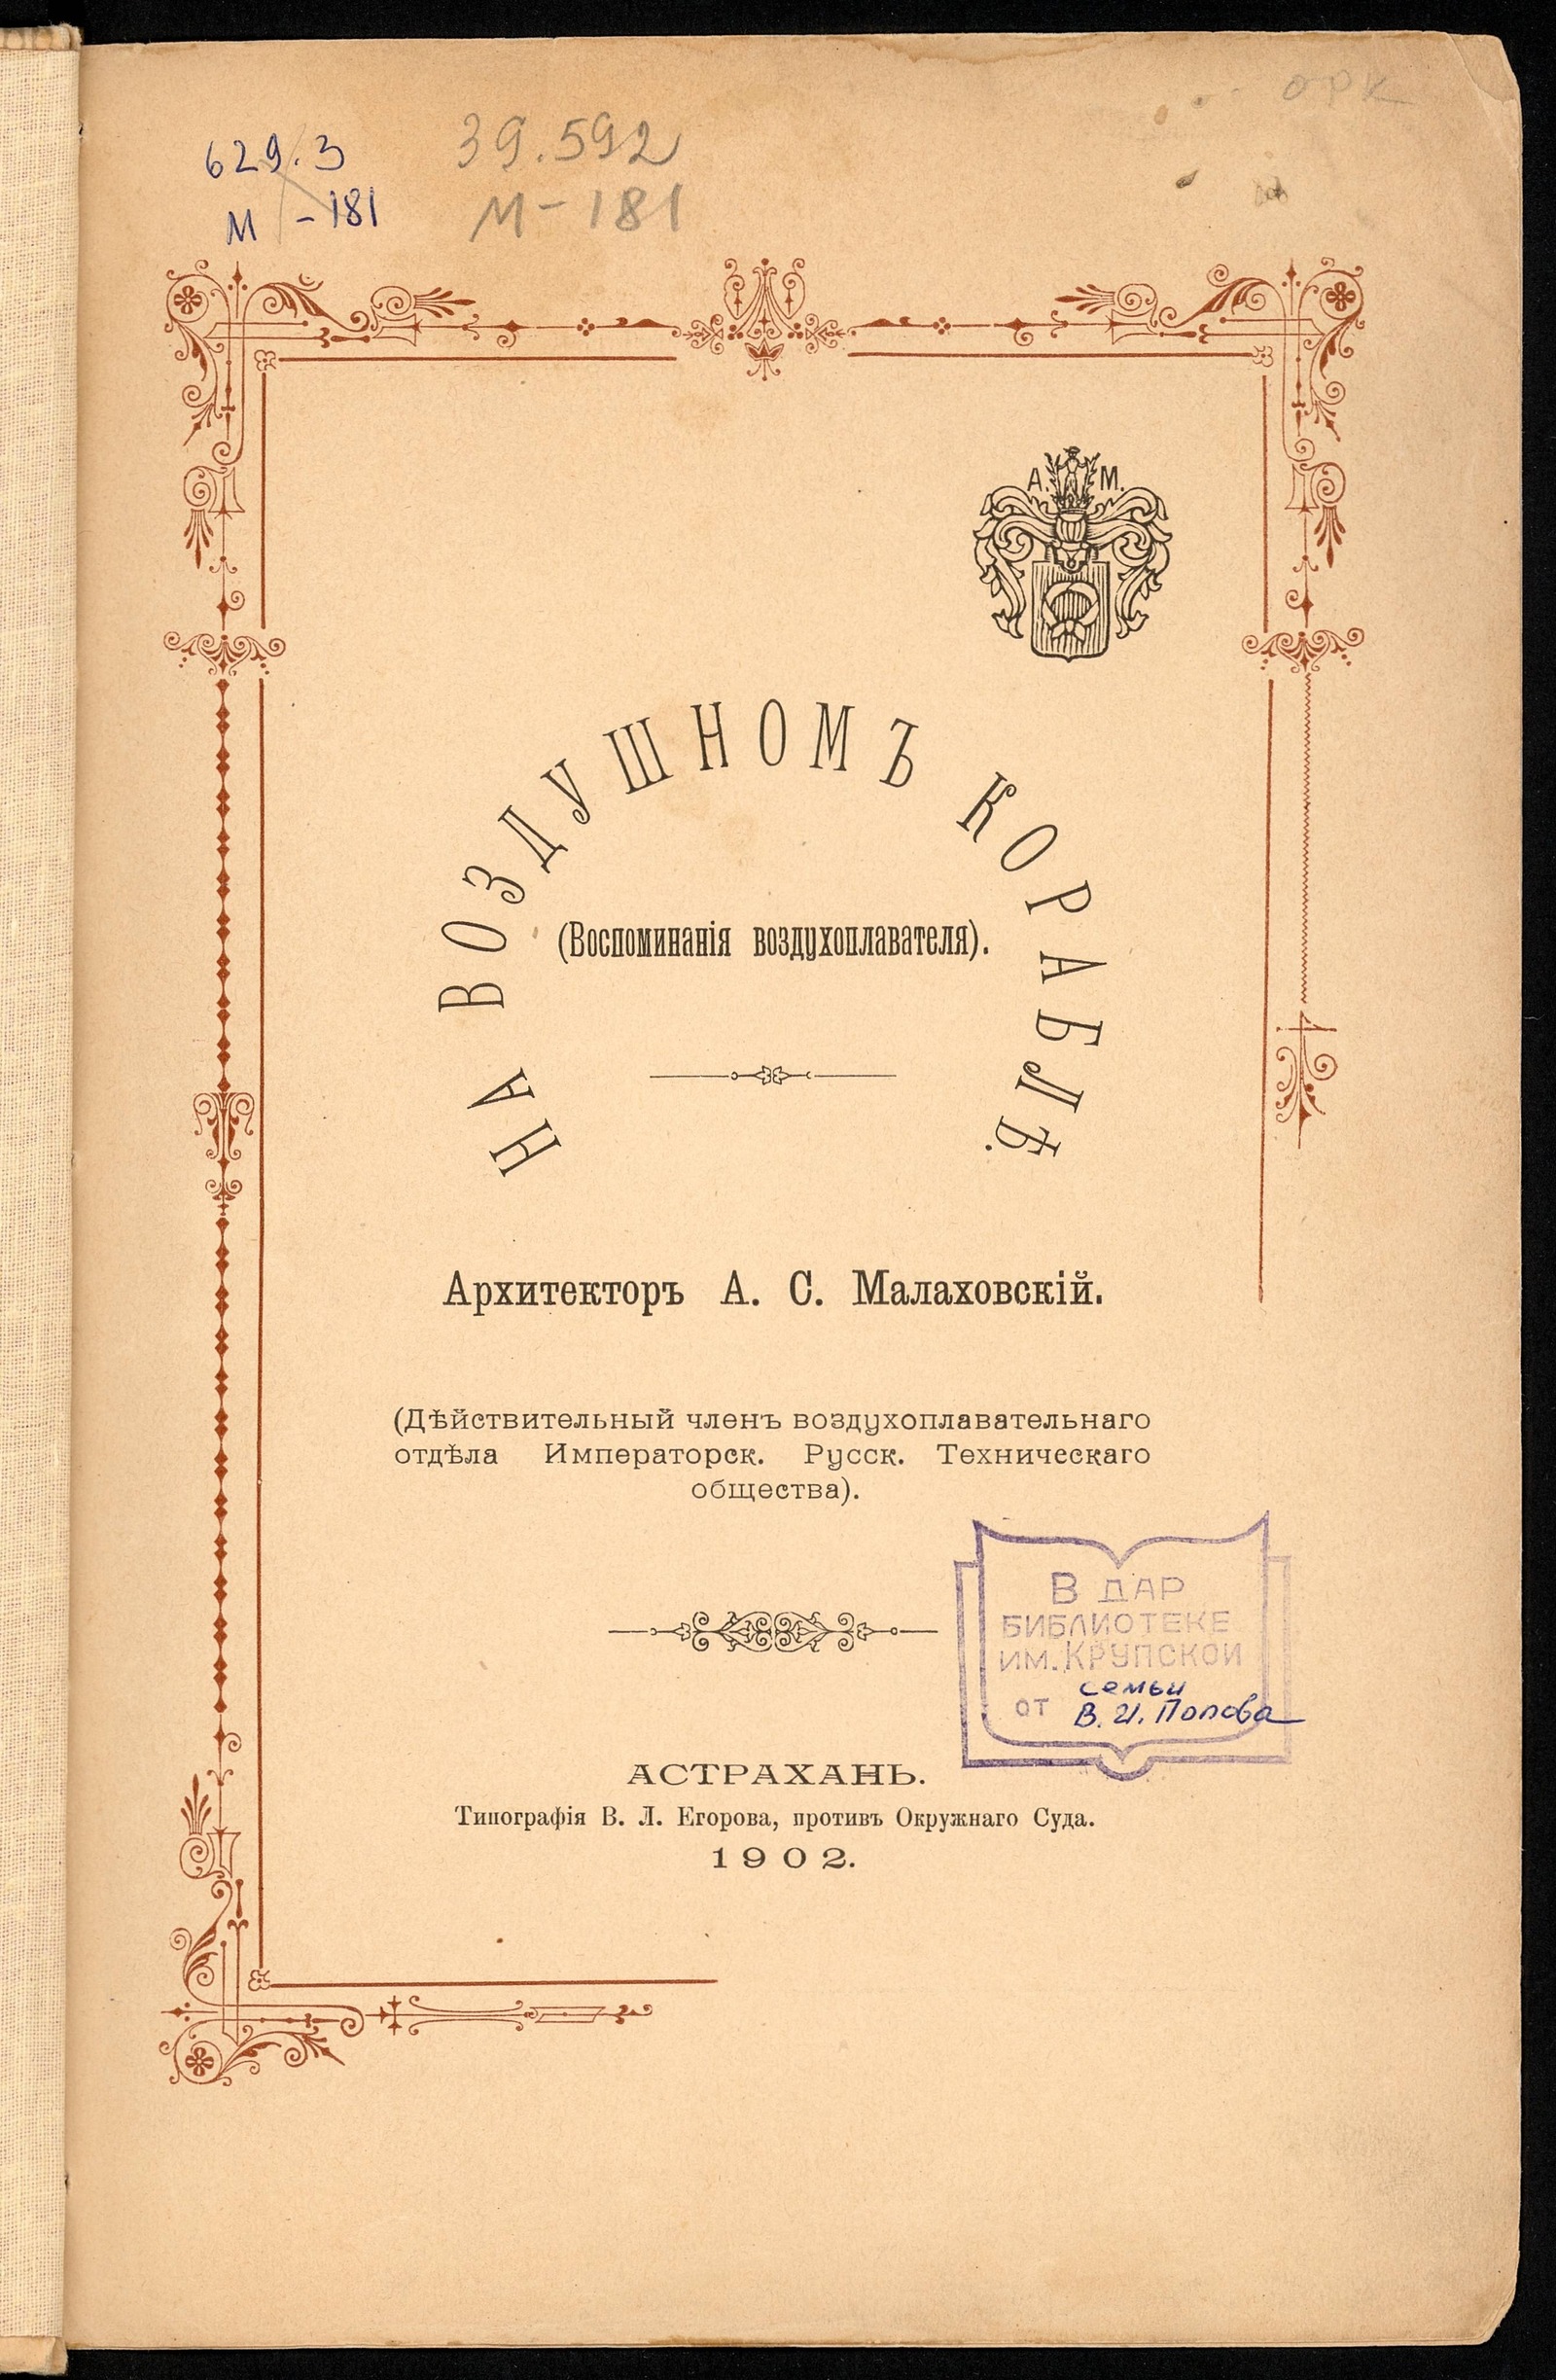 ОРК
629.3
М - 181
39.592
М - 181
А. М.
НА ВОЗДУШНОМЪ КОРАБЛѢ.
(Воспоминанія воздухоплавателя).
Архитекторъ А. С. Малаховскій.
(Дѣйствительный членъ воздухоплавательнаго
отдѣла Императорск. Русск. Техническаго
общества).
В ДАР
БИБЛИОТЕКЕ
ИМ. КРУПСКОЙ
от семьи
В. И. Попова
АСТРАХАНЬ.
Типографія В. Л. Егорова, противъ Окружнаго Суда.
1902.